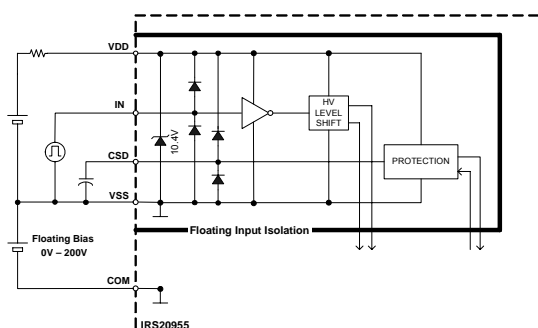 VDD
IN
HV
LEVEL
SHIFT
10.4V
CSD
PROTECTION
VSS
Floating Input Isolation
Floating Bias
0V – 200V
COM
IRS20955